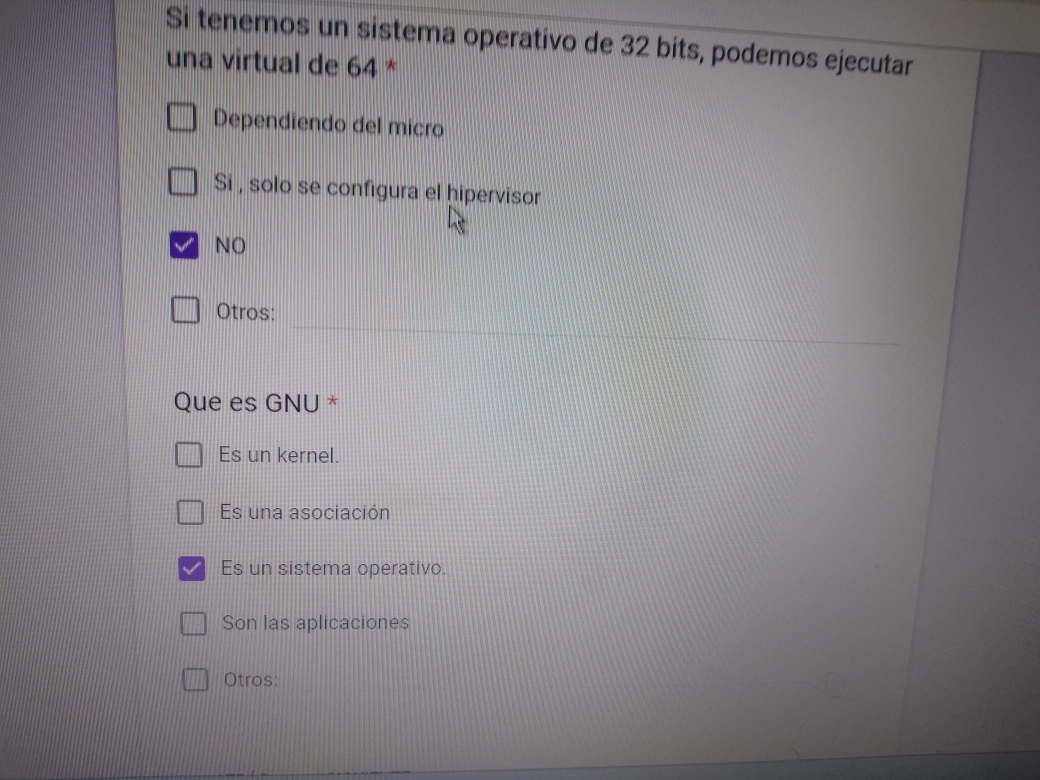 Si tenemos un sistema operativo de 32 bits, podemos ejecutar
una virtual de 64 *
Dependiendo del micro
Si , solo se configura el hipervisor
NO
Otros:
Que es GNU *
Es un kernel.
Es una asociación
Es un sistema operativo.
Son las aplicaciones
Otros: